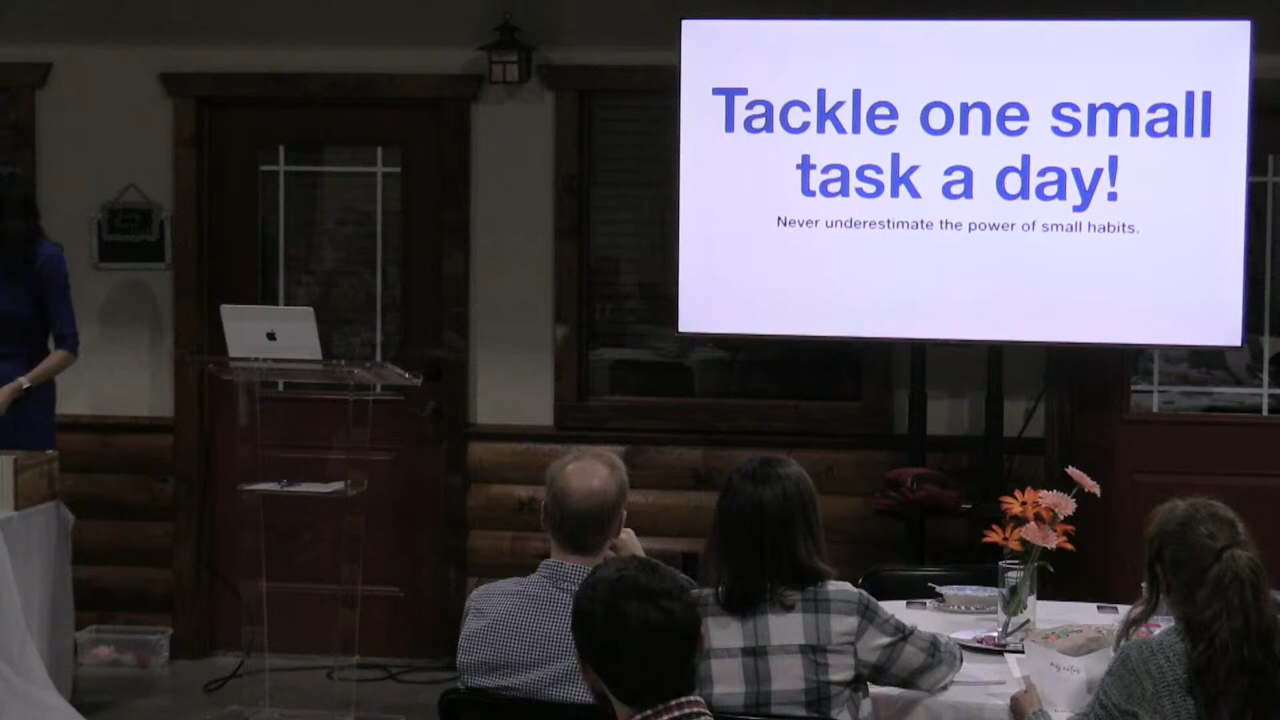 Tackle one small
task a day!
Never underestimate the power of small habits.